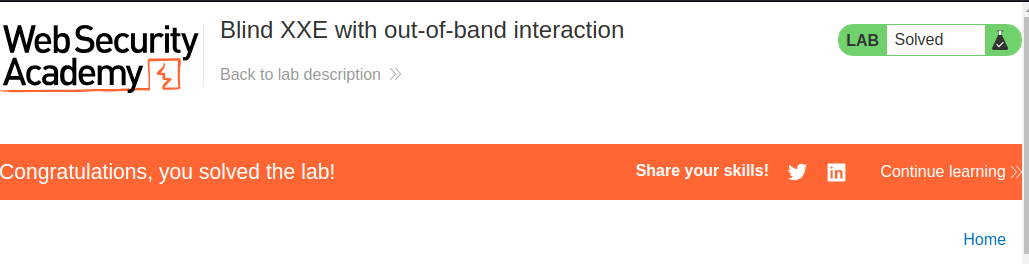 Web Security
Academy
Blind XXE with out-of-band interaction
Back to lab description
LAB Solved
Congratulations, you solved the lab!
Share your skills!
Continue learning
Home